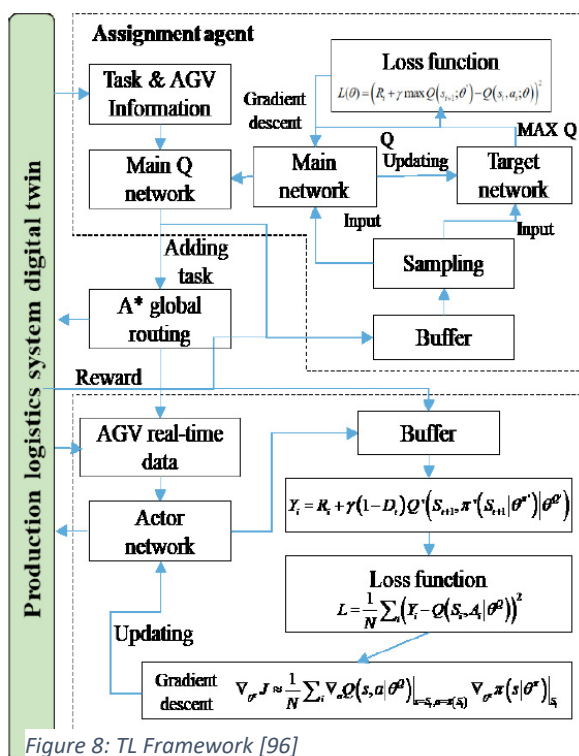 Production logistics system digital twin
Assignment agent
Task & AGV
Information
Main Q
network
Loss function
L(θ) = (R_t + γ max Q(s_{t+1};θ') − Q(s_t, a_t; θ))²
Gradient
descent
Q
MAX Q
Main
network
Updating
Target
network
Input
Input
Sampling
Buffer
Adding
task
A* global
routing
Reward
AGV real-time
data
Actor
network
Updating
Buffer
Y_i = R_i + γ(1−D_t)Q'(S_{t+1}, π'(S_{t+1}|θ^{π'})|θ^{Q'})
Loss function
L = 1/N ∑_i (Y_i − Q(S_i, A_i|θ^Q))²
Gradient
descent
∇_{θ^π} J ≈ 1/N ∑_i ∇_a Q(s, a|θ^Q)|_{s=S_i, a=π(S_i)} ∇_{θ^π} π(s|θ^π)|_{S_i}
Figure 8: TL Framework [96]